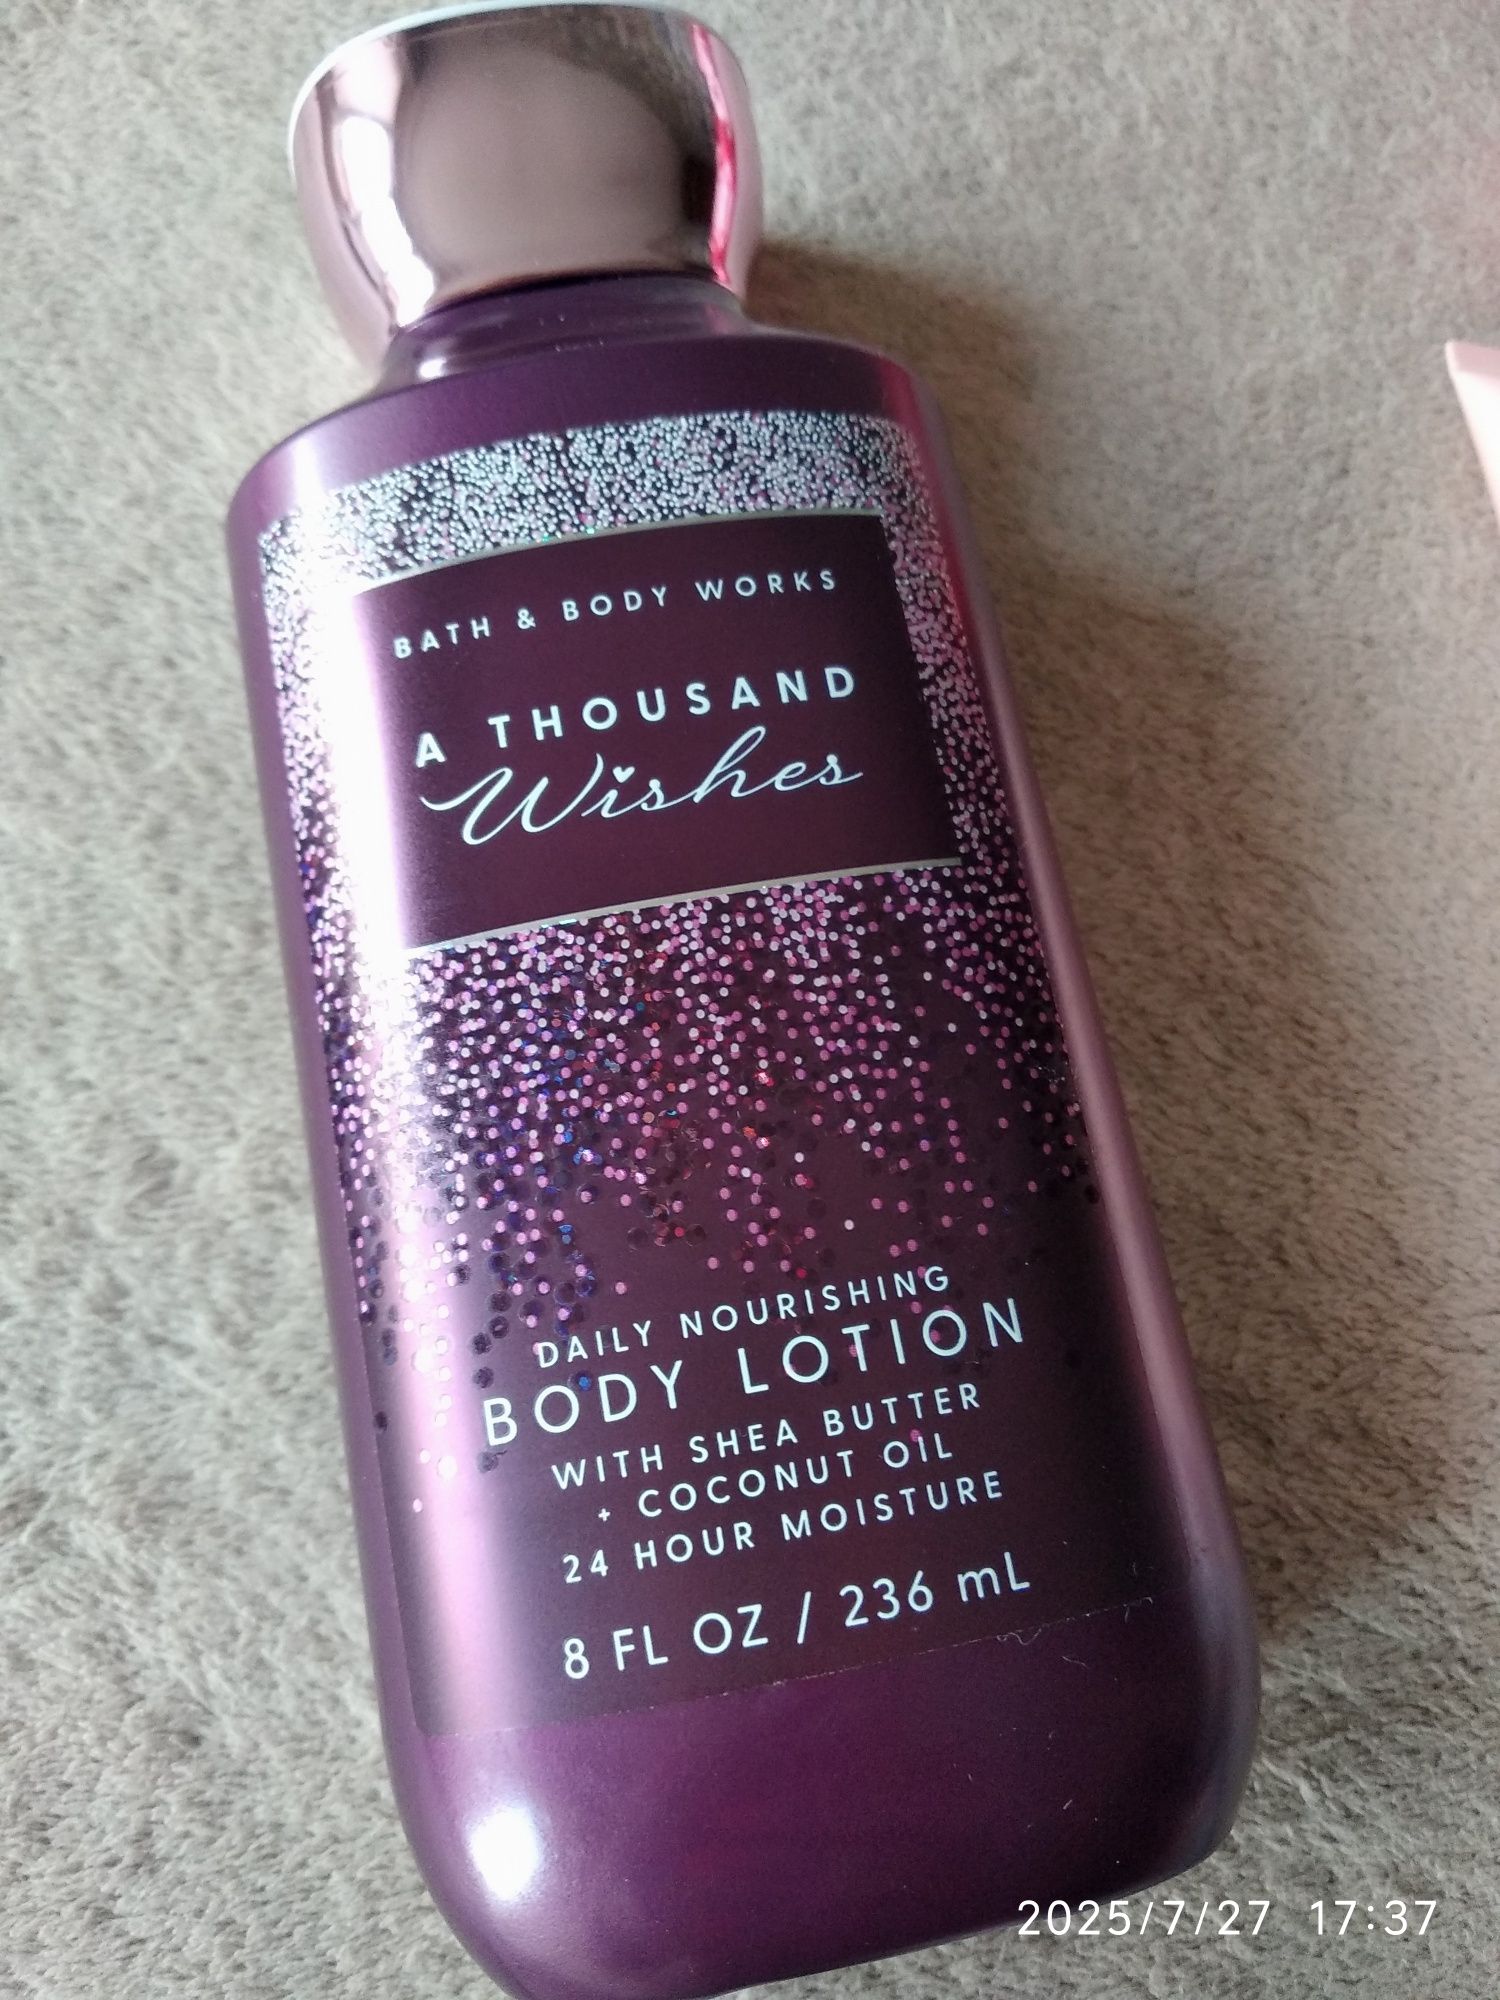 BATH & BODY WORKS
A THOUSAND
Wishes
DAILY NOURISHING
BODY LOTION
WITH SHEA BUTTER
+ COCONUT OIL
24 HOUR MOISTURE
8 FL OZ / 236 mL
2025/7/27 17:37